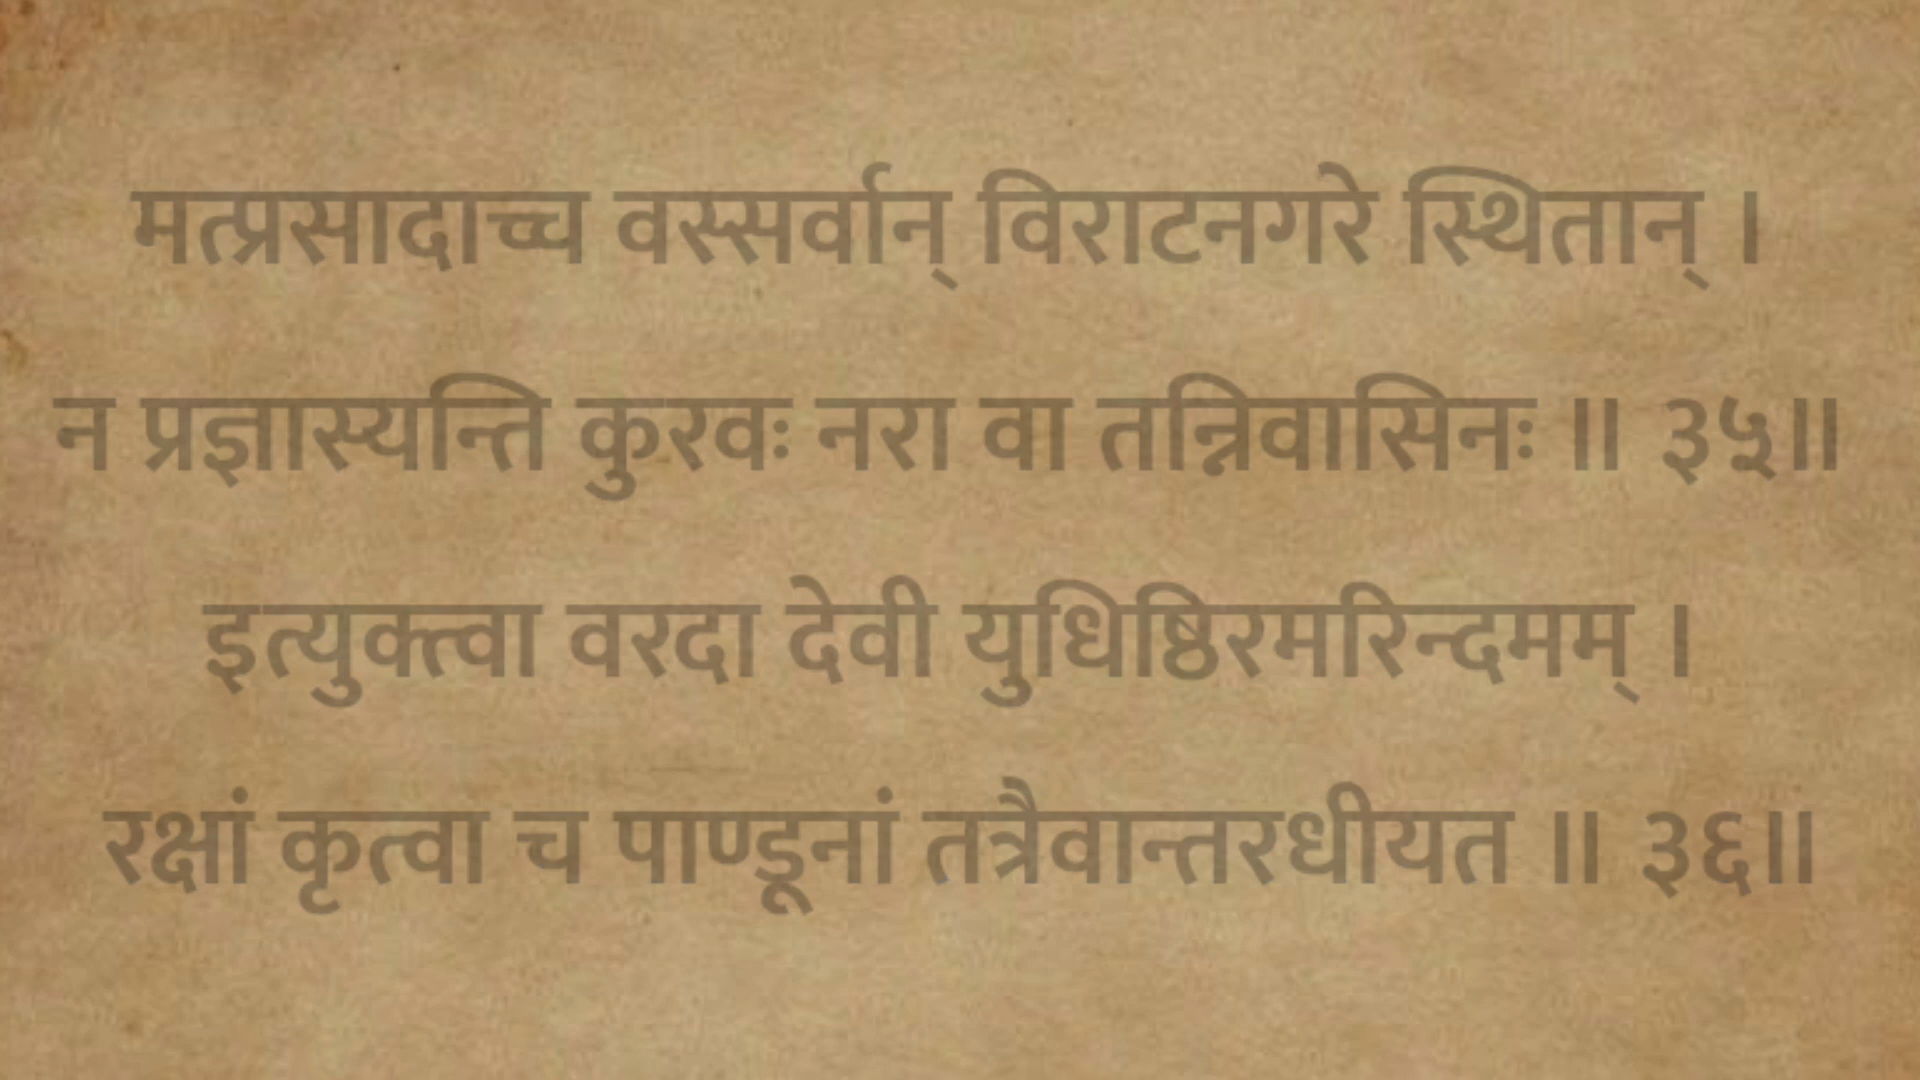 मत्प्रसादाच्च वस्सर्वान् विराटनगरे स्थितान् ।
न प्रज्ञास्यन्ति कुरवः नरा वा तन्निवासिनः ॥ ३५॥
इत्युक्त्वा वरदा देवी युधिष्ठिरमरिन्दमम् ।
रक्षां कृत्वा च पाण्डूनां तत्रैवान्तरधीयत ॥ ३६॥